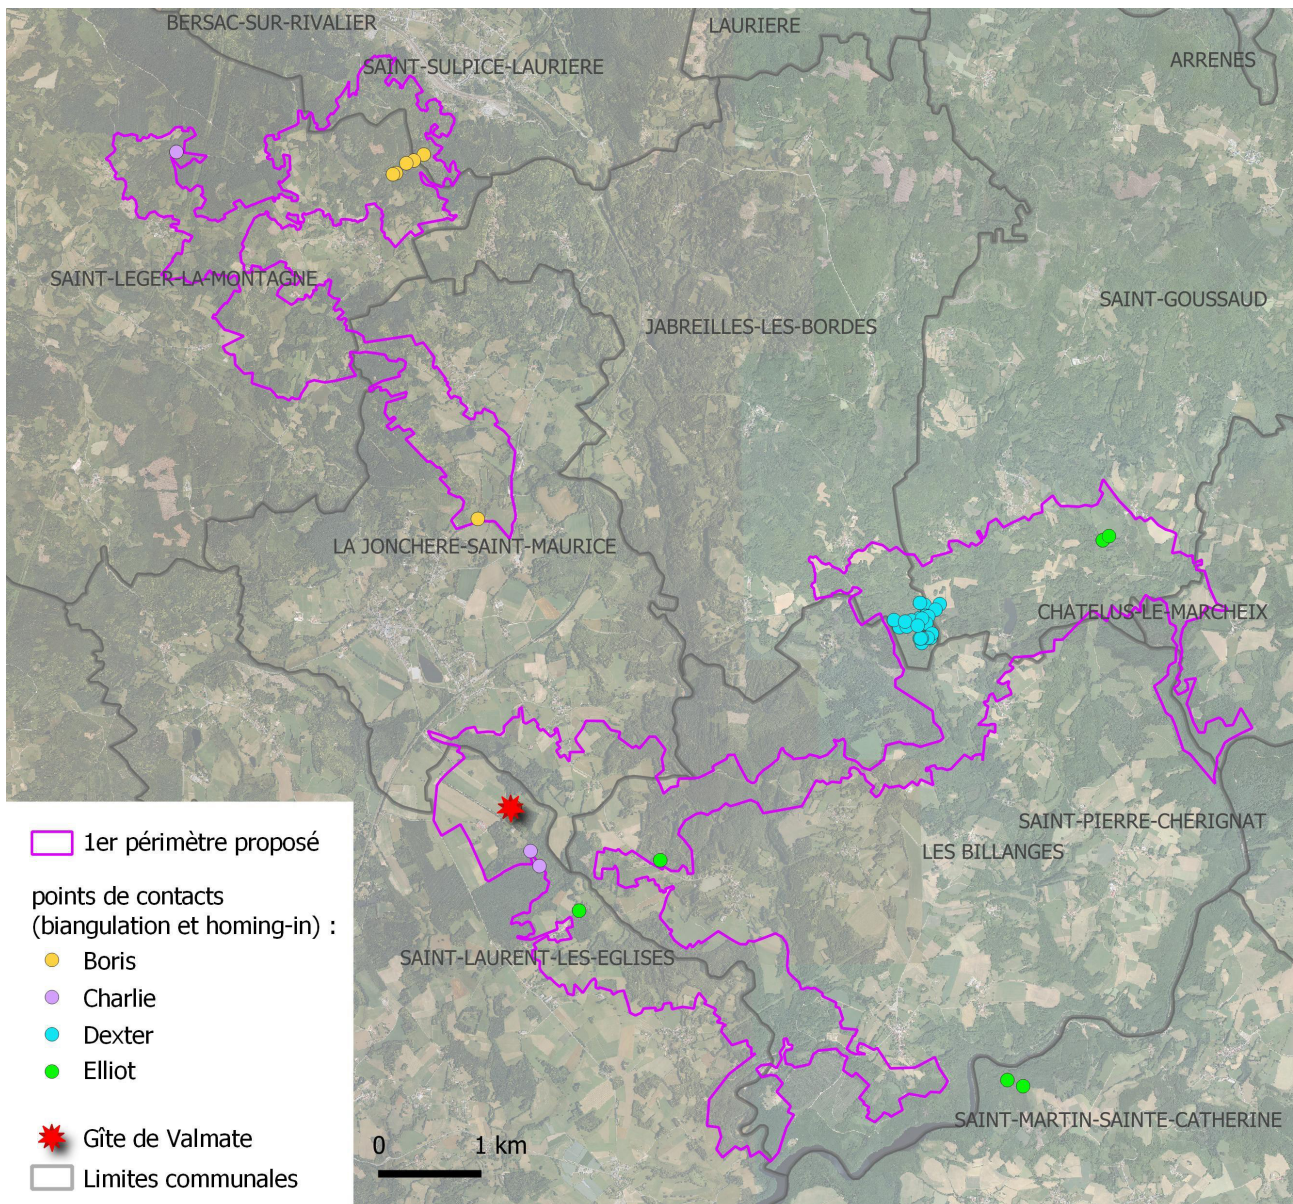 BERSAC-SUR-RIVALIER
LAURIERE
ARRENES
SAINT-SULPICE-LAURIERE
SAINT-LEGER-LA-MONTAGNE
SAINT-GOUSSAUD
JABREILLES-LES-BORDES
LA JONCHERE-SAINT-MAURICE
CHATELUS-LE-MARCHEIX
SAINT-PIERRE-CHERIGNAT
LES BILLANGES
SAINT-LAURENT-LES-EGLISES
SAINT-MARTIN-SAINTE-CATHERINE
1er périmètre proposé
points de contacts
(biangulation et homing-in) :
Boris
Charlie
Dexter
Elliot
Gîte de Valmate
Limites communales
0 1 km